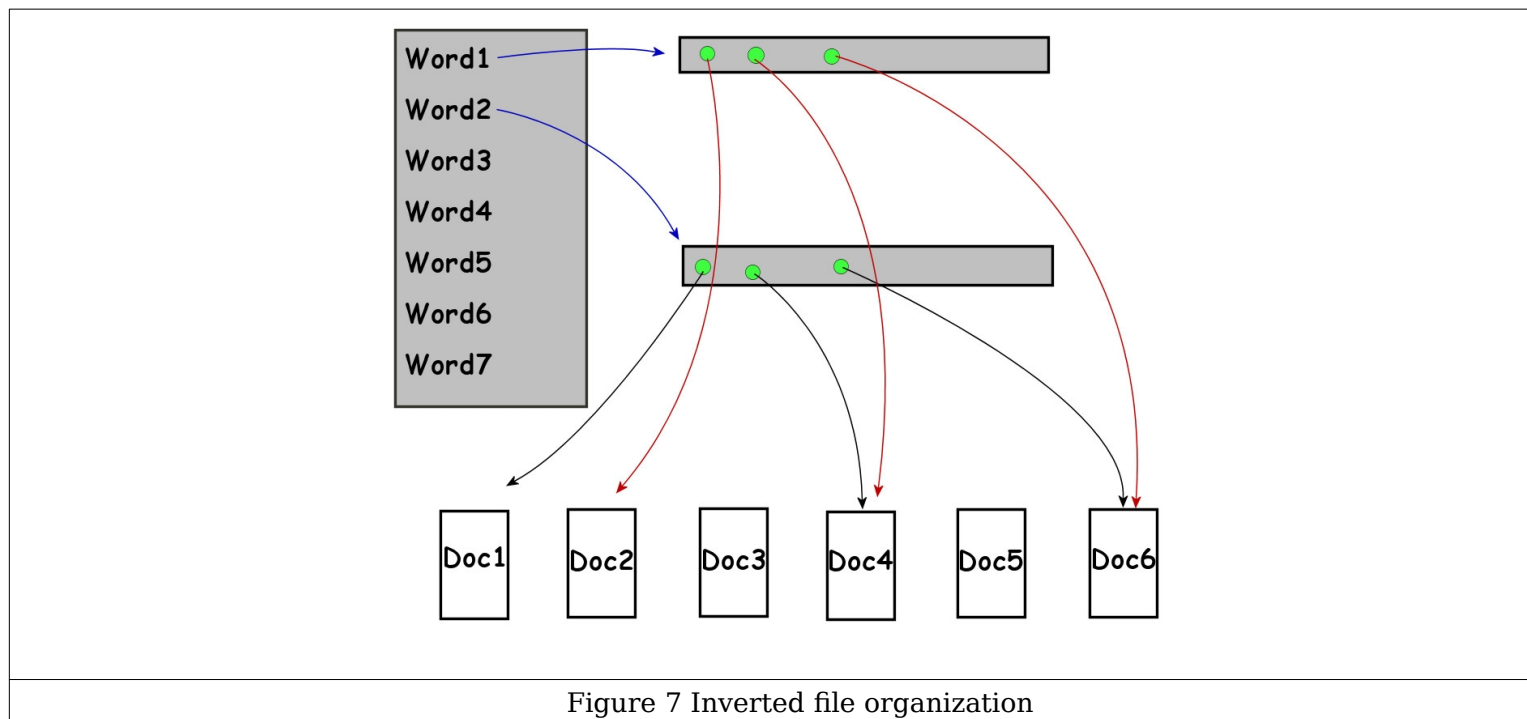 Word1
Word2
Word3
Word4
Word5
Word6
Word7
Doc1 Doc2 Doc3 Doc4 Doc5 Doc6
Figure 7 Inverted file organization